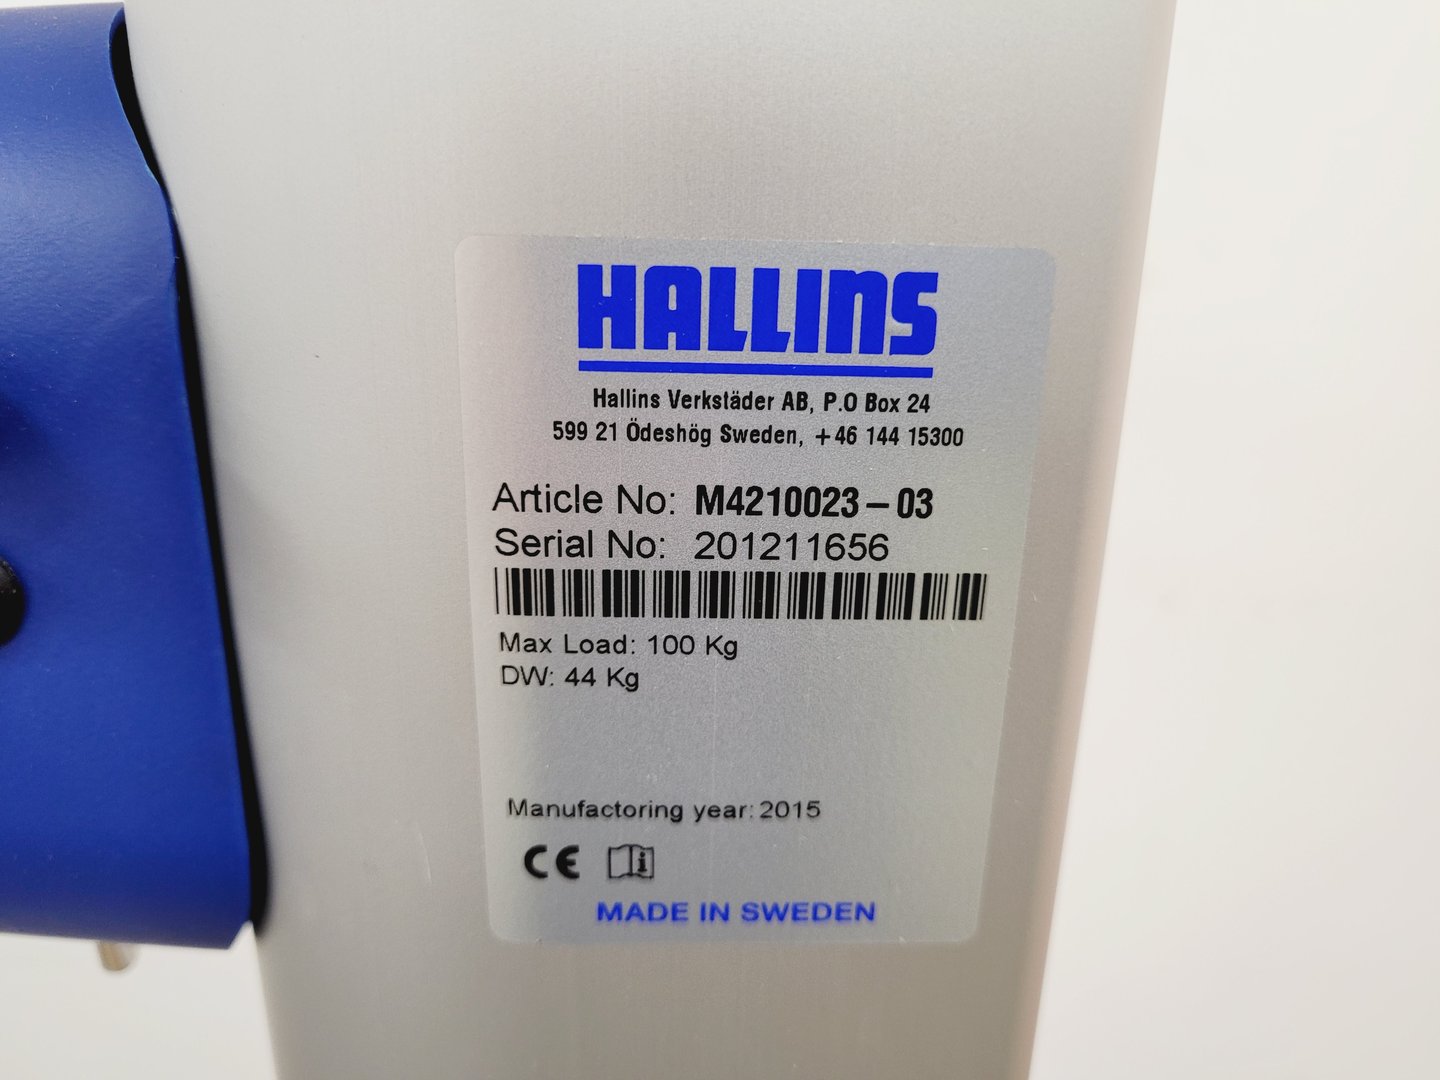 HALLINS
Hallins Verkstäder AB, P.O Box 24
599 21 Ödeshög Sweden, +46 144 15300
Article No: M4210023-03
Serial No: 201211656
Max Load: 100 Kg
DW: 44 Kg
Manufactoring year: 2015
CE i
MADE IN SWEDEN